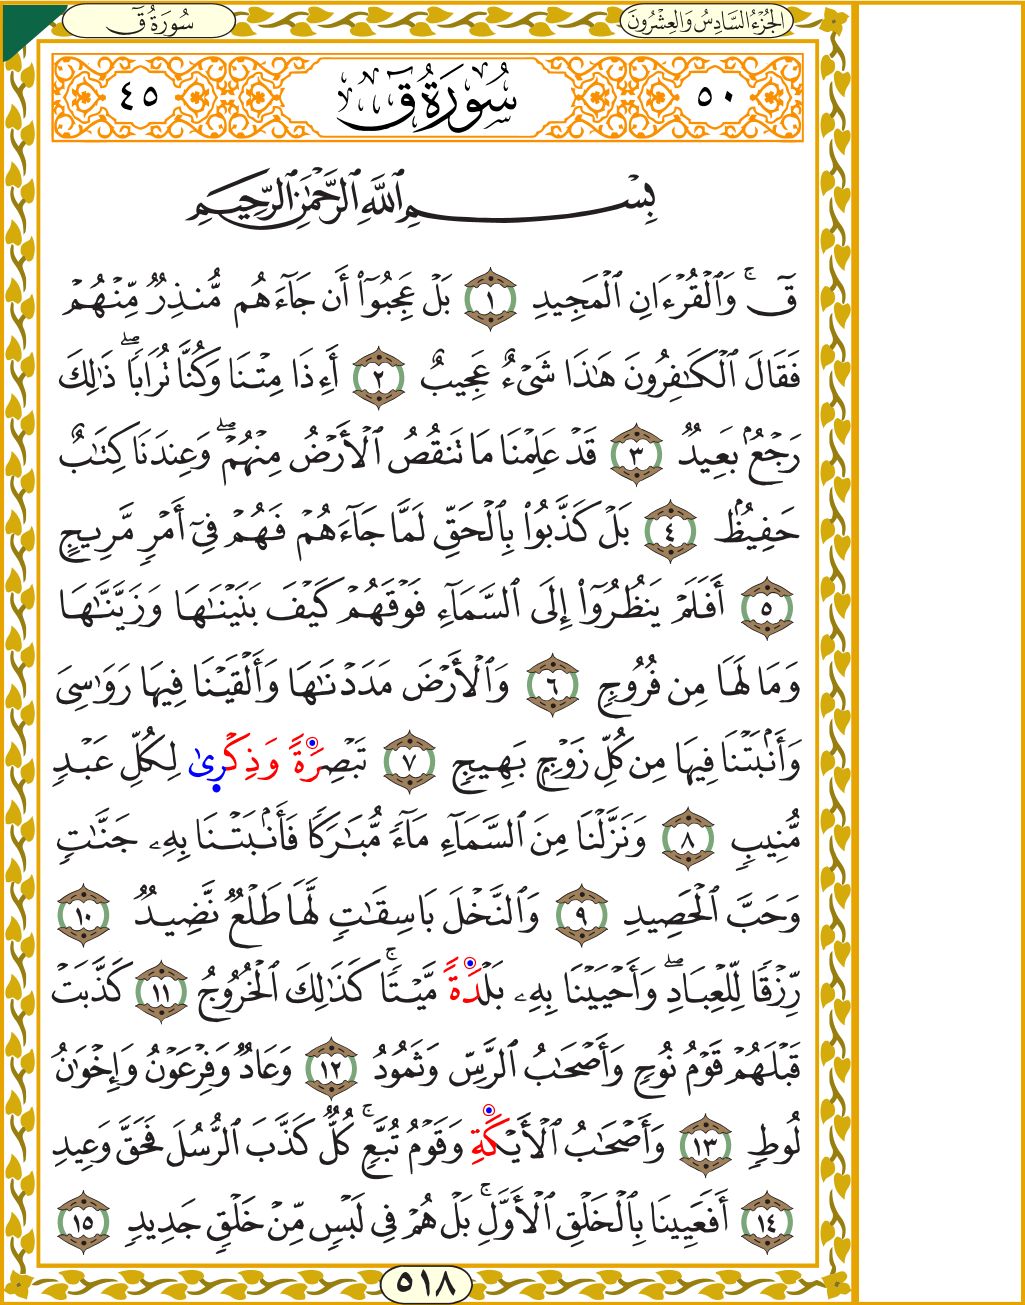 سُورَةُ قٓ
الجُزْءُ السَّادِسُ وَالعِشْرُونَ
٥٠
سُورَةُ قٓ
٤٥
بِسْمِ ٱللَّهِ ٱلرَّحْمَٰنِ ٱلرَّحِيمِ
قٓۚ وَٱلْقُرْءَانِ ٱلْمَجِيدِ ١ بَلْ عَجِبُوٓا۟ أَن جَآءَهُم مُّنذِرٌ مِّنْهُمْ
فَقَالَ ٱلْكَٰفِرُونَ هَٰذَا شَىْءٌ عَجِيبٌ ٢ أَءِذَا مِتْنَا وَكُنَّا تُرَابًاۖ ذَٰلِكَ
رَجْعٌۢ بَعِيدٌ ٣ قَدْ عَلِمْنَا مَا تَنقُصُ ٱلْأَرْضُ مِنْهُمْۖ وَعِندَنَا كِتَٰبٌ
حَفِيظٌۢ ٤ بَلْ كَذَّبُوا۟ بِٱلْحَقِّ لَمَّا جَآءَهُمْ فَهُمْ فِىٓ أَمْرٍ مَّرِيجٍ
٥ أَفَلَمْ يَنظُرُوٓا۟ إِلَى ٱلسَّمَآءِ فَوْقَهُمْ كَيْفَ بَنَيْنَٰهَا وَزَيَّنَّٰهَا
وَمَا لَهَا مِن فُرُوجٍ ٦ وَٱلْأَرْضَ مَدَدْنَٰهَا وَأَلْقَيْنَا فِيهَا رَوَٰسِىَ
وَأَنۢبَتْنَا فِيهَا مِن كُلِّ زَوْجٍۭ بَهِيجٍ ٧ تَبْصِرَةً وَذِكْرَىٰ لِكُلِّ عَبْدٍ
مُّنِيبٍ ٨ وَنَزَّلْنَا مِنَ ٱلسَّمَآءِ مَآءً مُّبَٰرَكًا فَأَنۢبَتْنَا بِهِۦ جَنَّٰتٍ
وَحَبَّ ٱلْحَصِيدِ ٩ وَٱلنَّخْلَ بَاسِقَٰتٍ لَّهَا طَلْعٌ نَّضِيدٌ ١٠
رِّزْقًا لِّلْعِبَادِۖ وَأَحْيَيْنَا بِهِۦ بَلْدَةً مَّيْتًاۚ كَذَٰلِكَ ٱلْخُرُوجُ ١١ كَذَّبَتْ
قَبْلَهُمْ قَوْمُ نُوحٍ وَأَصْحَٰبُ ٱلرَّسِّ وَثَمُودُ ١٢ وَعَادٌ وَفِرْعَوْنُ وَإِخْوَٰنُ
لُوطٍ ١٣ وَأَصْحَٰبُ ٱلْأَيْكَةِ وَقَوْمُ تُبَّعٍۚ كُلٌّ كَذَّبَ ٱلرُّسُلَ فَحَقَّ وَعِيدِ
١٤ أَفَعَيِينَا بِٱلْخَلْقِ ٱلْأَوَّلِۚ بَلْ هُمْ فِى لَبْسٍ مِّنْ خَلْقٍ جَدِيدٍ ١٥
٥١٨